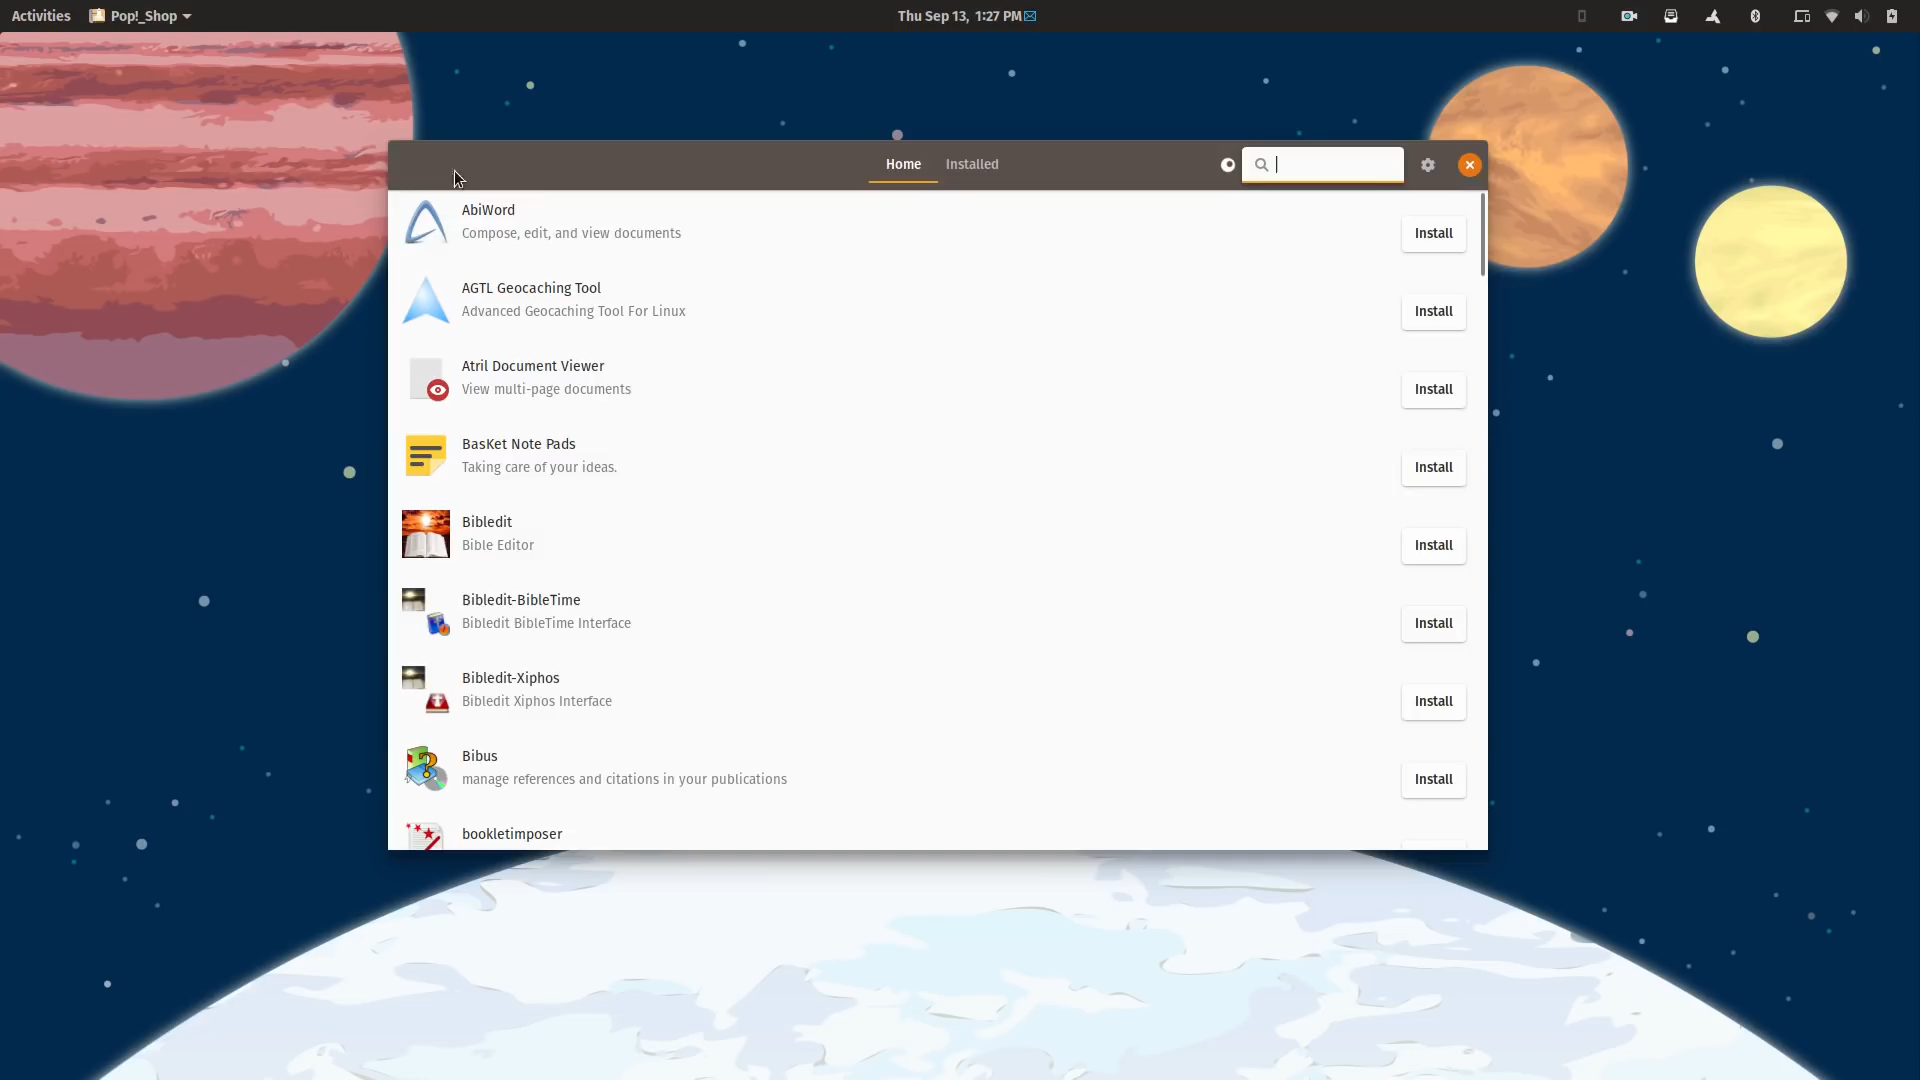 Activities Pop!_Shop Thu Sep 13, 1:27 PM
Home Installed
AbiWord
Compose, edit, and view documents
Install
AGTL Geocaching Tool
Advanced Geocaching Tool For Linux
Install
Atril Document Viewer
View multi-page documents
Install
BasKet Note Pads
Taking care of your ideas.
Install
Bibledit
Bible Editor
Install
Bibledit-BibleTime
Bibledit BibleTime Interface
Install
Bibledit-Xiphos
Bibledit Xiphos Interface
Install
Bibus
manage references and citations in your publications
Install
bookletimposer